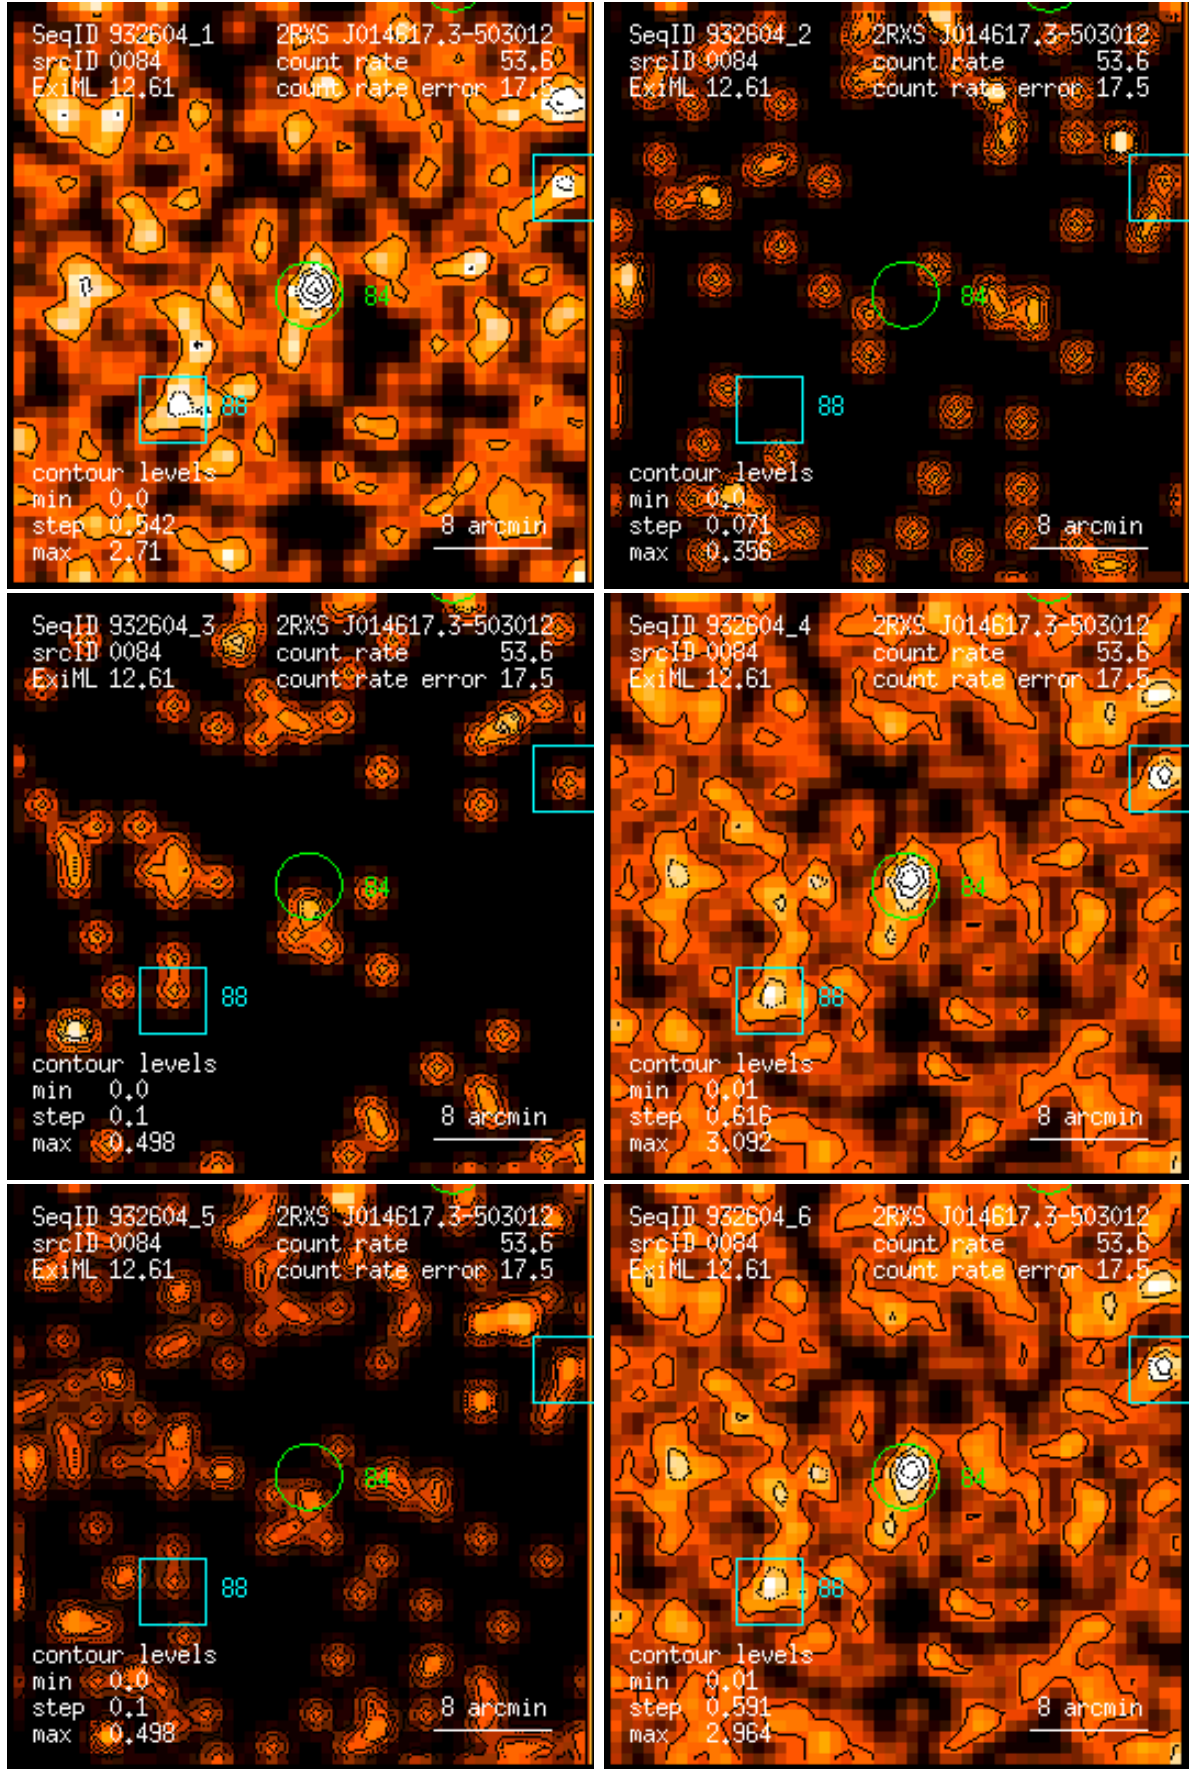 SeqID 932604_1 2RXS J014617.3-503012
srcID 0084 count rate 53.6
ExiML 12.61 count rate error 17.5
84
88
contour levels
min 0.0
step 0.542 8 arcmin
max 2.71
SeqID 932604_2 2RXS J014617.3-503012
srcID 0084 count rate 53.6
ExiML 12.61 count rate error 17.5
84
88
contour levels
min 0.0
step 0.071 8 arcmin
max 0.356
SeqID 932604_3 2RXS J014617.3-503012
srcID 0084 count rate 53.6
ExiML 12.61 count rate error 17.5
84
88
contour levels
min 0.0
step 0.1 8 arcmin
max 0.498
SeqID 932604_4 2RXS J014617.3-503012
srcID 0084 count rate 53.6
ExiML 12.61 count rate error 17.5
84
88
contour levels
min 0.01
step 0.616 8 arcmin
max 3.092
SeqID 932604_5 2RXS J014617.3-503012
srcID 0084 count rate 53.6
ExiML 12.61 count rate error 17.5
84
88
contour levels
min 0.0
step 0.1 8 arcmin
max 0.498
SeqID 932604_6 2RXS J014617.3-503012
srcID 0084 count rate 53.6
ExiML 12.61 count rate error 17.5
84
88
contour levels
min 0.01
step 0.591 8 arcmin
max 2.964